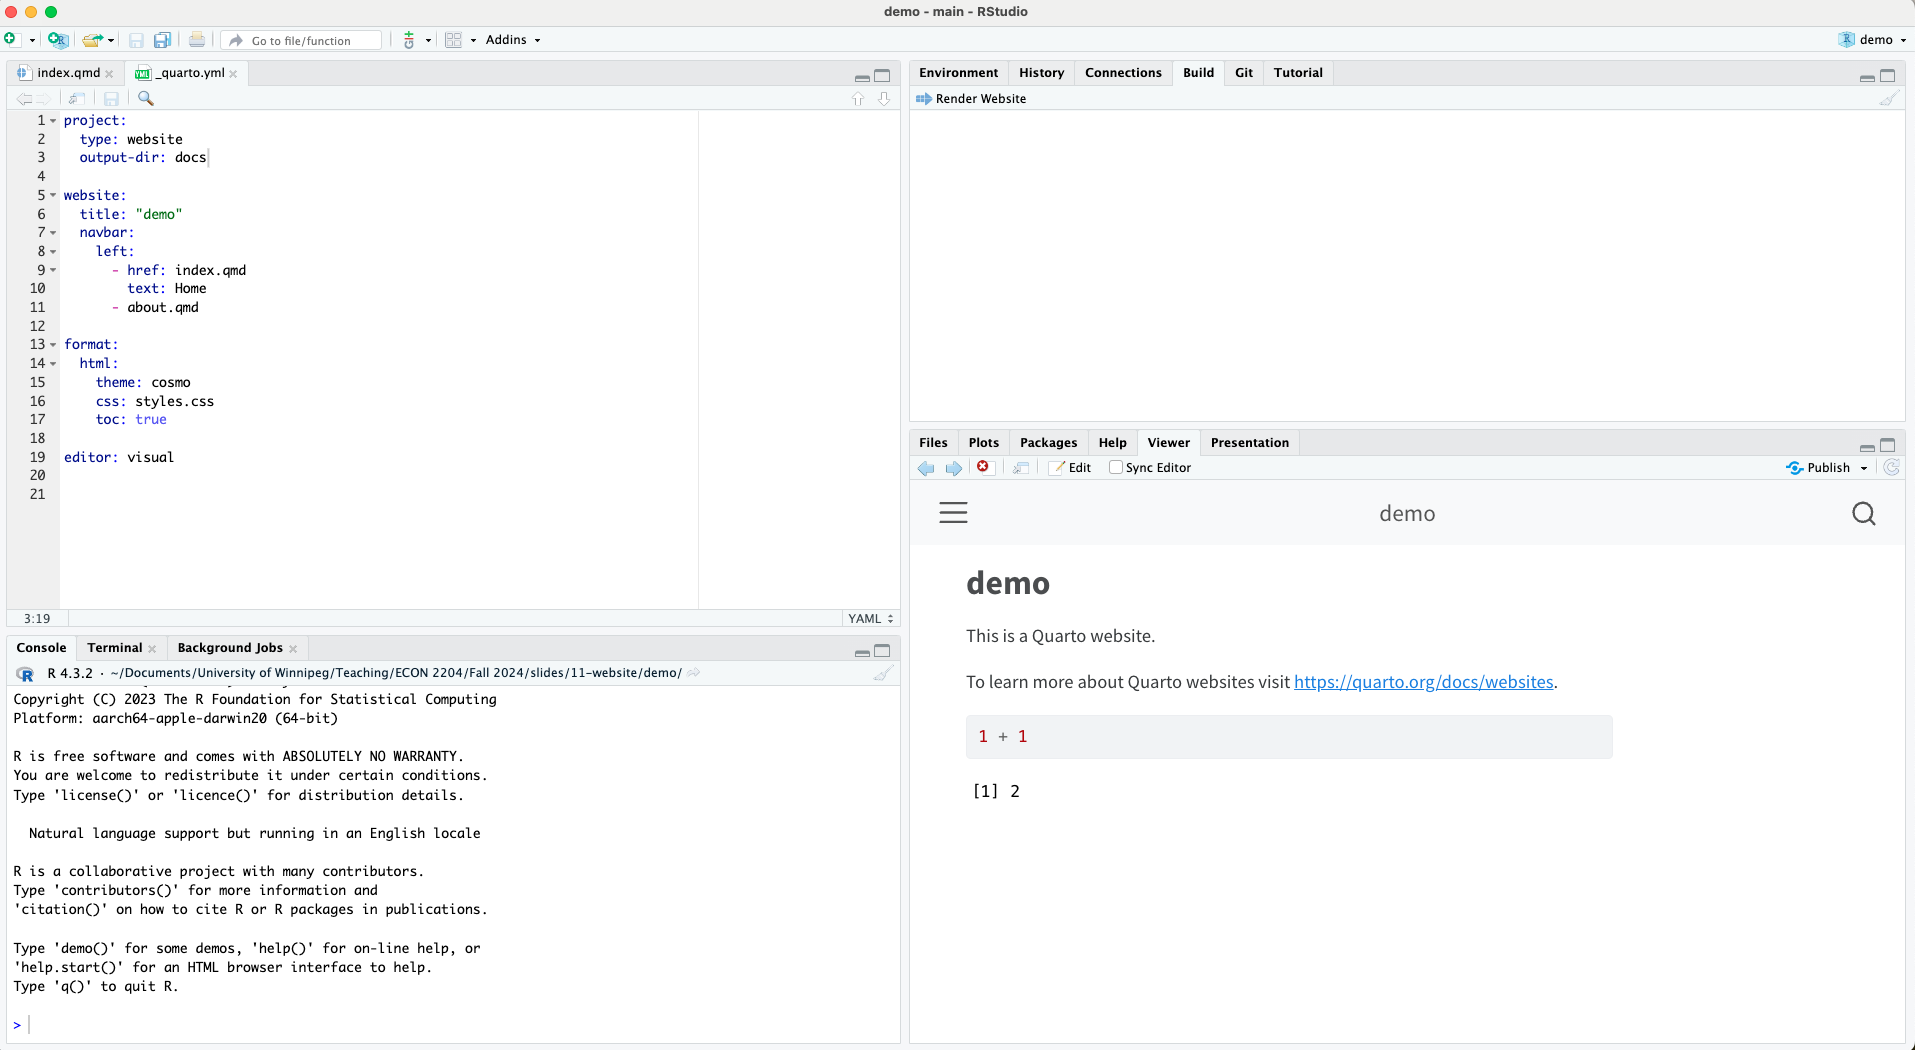 demo - main - RStudio
Go to file/function
Addins
demo
index.qmd
_quarto.yml
1 project:
2   type: website
3   output-dir: docs
4
5 website:
6   title: "demo"
7   navbar:
8     left:
9       - href: index.qmd
10         text: Home
11       - about.qmd
12
13 format:
14   html:
15     theme: cosmo
16     css: styles.css
17     toc: true
18
19 editor: visual
20
21
3:19
YAML
Console Terminal Background Jobs
R 4.3.2 · ~/Documents/University of Winnipeg/Teaching/ECON 2204/Fall 2024/slides/11-website/demo/
Copyright (C) 2023 The R Foundation for Statistical Computing
Platform: aarch64-apple-darwin20 (64-bit)
R is free software and comes with ABSOLUTELY NO WARRANTY.
You are welcome to redistribute it under certain conditions.
Type 'license()' or 'licence()' for distribution details.
Natural language support but running in an English locale
R is a collaborative project with many contributors.
Type 'contributors()' for more information and
'citation()' on how to cite R or R packages in publications.
Type 'demo()' for some demos, 'help()' for on-line help, or
'help.start()' for an HTML browser interface to help.
Type 'q()' to quit R.
>
Environment History Connections Build Git Tutorial
Render Website
Files Plots Packages Help Viewer Presentation
Edit Sync Editor Publish
demo
demo
This is a Quarto website.
To learn more about Quarto websites visit https://quarto.org/docs/websites.
1 + 1
[1] 2